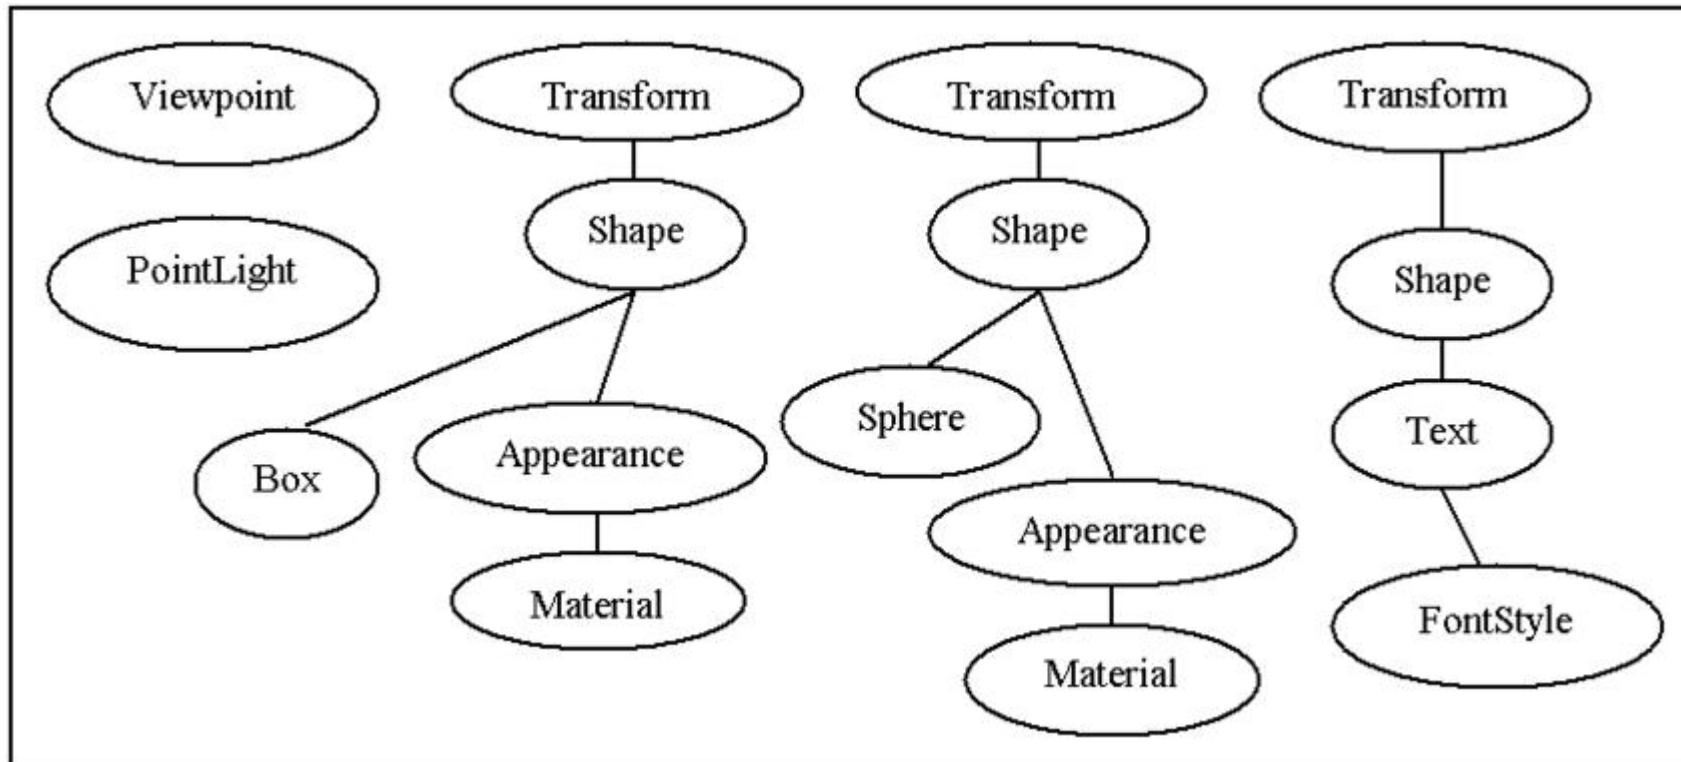 Viewpoint
Transform
Transform
Transform
Shape
Shape
PointLight
Shape
Sphere
Text
Appearance
Box
Appearance
Material
FontStyle
Material